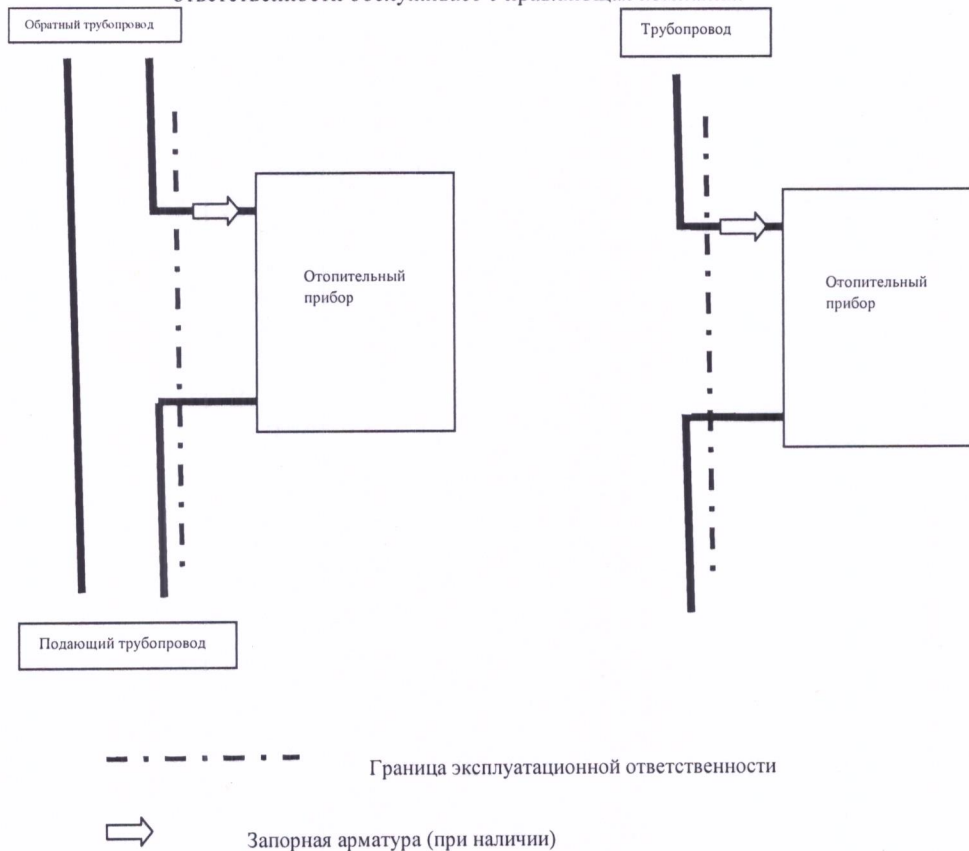 Обратный трубопровод
Трубопровод
Отопительный
прибор
Отопительный
прибор
Подающий трубопровод
Граница эксплуатационной ответственности
Запорная арматура (при наличии)